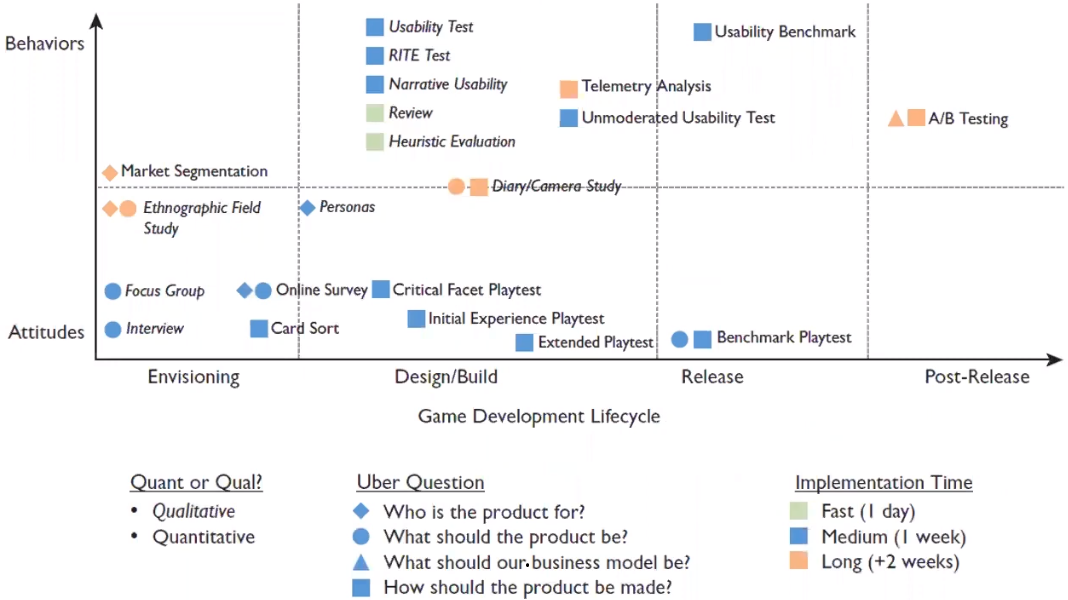 Behaviors
Usability Test
RITE Test
Narrative Usability
Review
Heuristic Evaluation
Usability Benchmark
Telemetry Analysis
Unmoderated Usability Test
A/B Testing
Market Segmentation
Diary/Camera Study
Ethnographic Field
Study
Personas
Focus Group
Online Survey
Critical Facet Playtest
Attitudes
Interview
Card Sort
Initial Experience Playtest
Extended Playtest
Benchmark Playtest
Envisioning
Design/Build
Release
Post-Release
Game Development Lifecycle
Quant or Qual?
• Qualitative
• Quantitative
Uber Question
Who is the product for?
What should the product be?
What should our business model be?
How should the product be made?
Implementation Time
Fast (1 day)
Medium (1 week)
Long (+2 weeks)